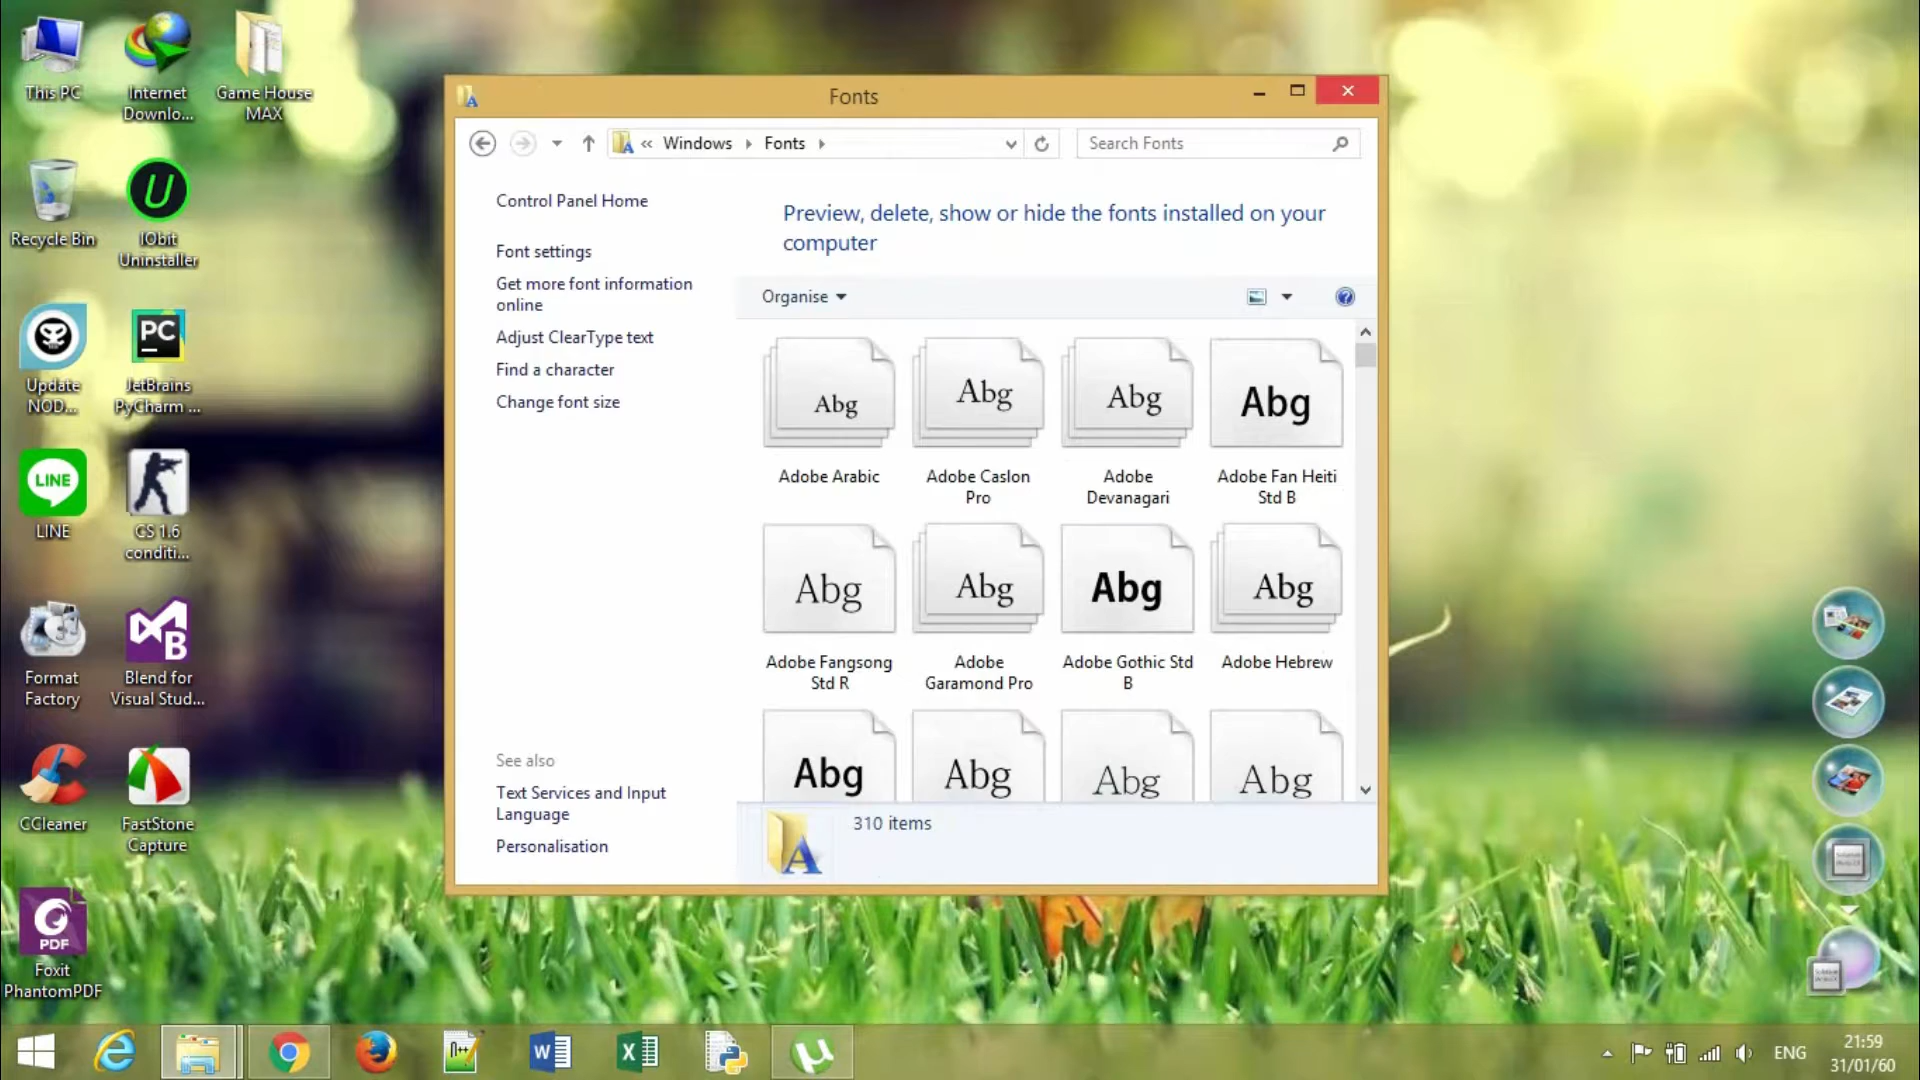 This PC
Internet
Downlo...
Game House
MAX
Recycle Bin
IObit
Uninstaller
Update
NOD...
PC
JetBrains
PyCharm ...
LINE
LINE
CS 1.6
conditi...
Format
Factory
Blend for
Visual Stud...
CCleaner
FastStone
Capture
PDF
Foxit
PhantomPDF
Fonts
« Windows Fonts
Search Fonts
Control Panel Home
Font settings
Get more font information
online
Adjust ClearType text
Find a character
Change font size
See also
Text Services and Input
Language
Personalisation
Preview, delete, show or hide the fonts installed on your
computer
Organise
Abg
Abg
Abg
Abg
Adobe Arabic
Adobe Caslon
Pro
Adobe
Devanagari
Adobe Fan Heiti
Std B
Abg
Abg
Abg
Abg
Adobe Fangsong
Std R
Adobe
Garamond Pro
Adobe Gothic Std
B
Adobe Hebrew
Abg
Abg
Abg
Abg
310 items
ENG
21:59
31/01/60